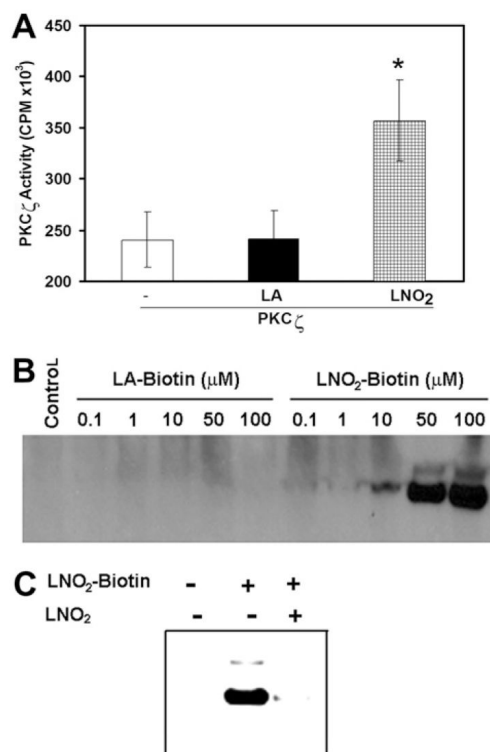 A
PKCζ Activity (CPM x10³)
450
400
350
300
250
200
*
- LA LNO₂
PKCζ
B
Control
LA-Biotin (μM) LNO₂-Biotin (μM)
0.1 1 10 50 100 0.1 1 10 50 100
C
LNO₂-Biotin - + +
LNO₂ - - +